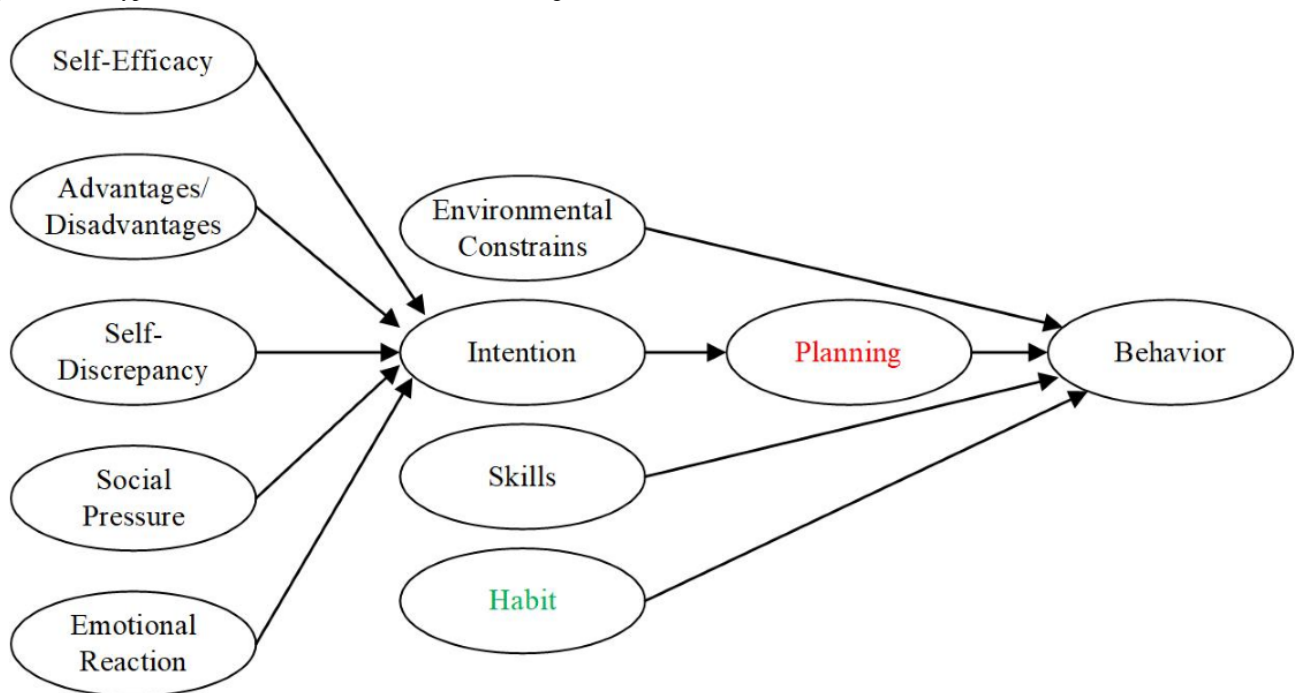 Self-Efficacy
Advantages/
Disadvantages
Self-
Discrepancy
Social
Pressure
Emotional
Reaction
Environmental
Constrains
Intention
Skills
Habit
Planning
Behavior